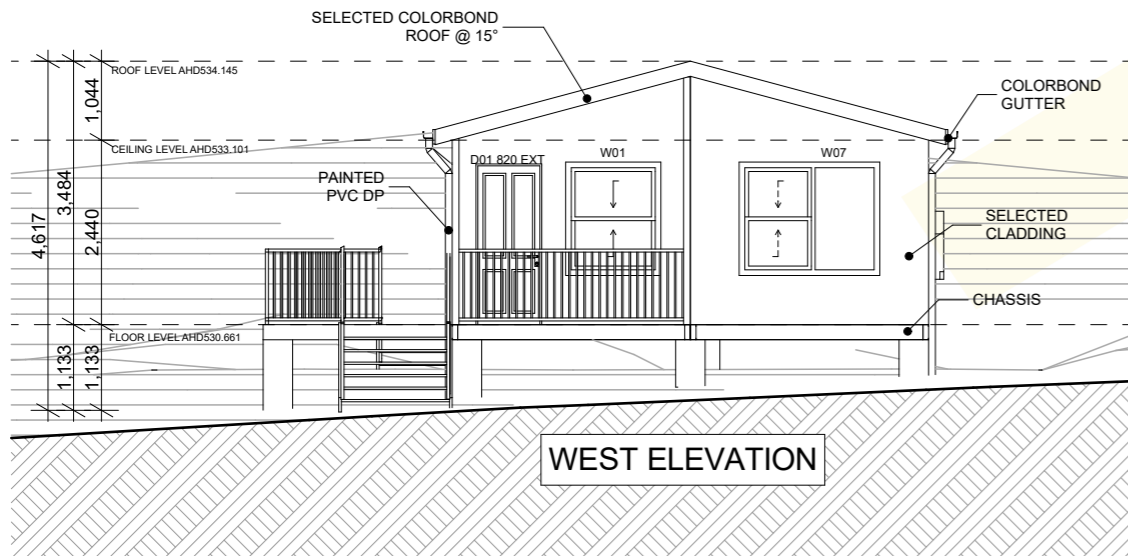 SELECTED COLORBOND
ROOF @ 15°
ROOF LEVEL AHD534.145
COLORBOND
GUTTER
1,044
CEILING LEVEL AHD533.101
D01 820 EXT
W01
W07
PAINTED
PVC DP
4,617
3,484
2,440
SELECTED
CLADDING
CHASSIS
FLOOR LEVEL AHD530.661
1,133
1,133
WEST ELEVATION